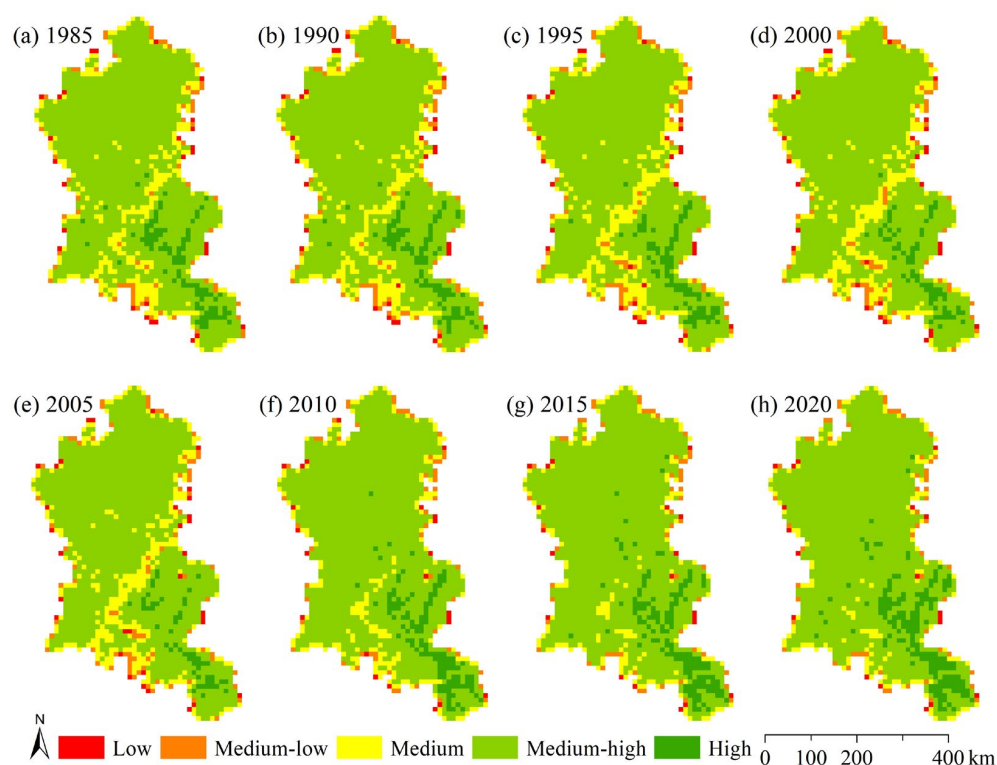 (a) 1985
(b) 1990
(c) 1995
(d) 2000
(e) 2005
(f) 2010
(g) 2015
(h) 2020
N
Low Medium-low Medium Medium-high High
0 100 200 400 km